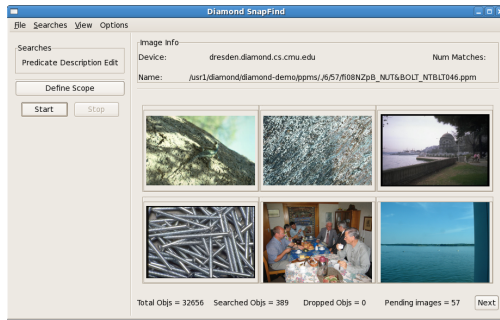 Diamond SnapFind
File Searches View Options
Searches
Predicate Description Edit
Define Scope
Start Stop
Image Info
Device: dresden.diamond.cs.cmu.edu Num Matches:
Name: /usr1/diamond/diamond-demo/ppms/./6/57/fI08NZpB_NUT&BOLT_NTBLT046.ppm
Total Objs = 32656 Searched Objs = 389 Dropped Objs = 0 Pending images = 57 Next